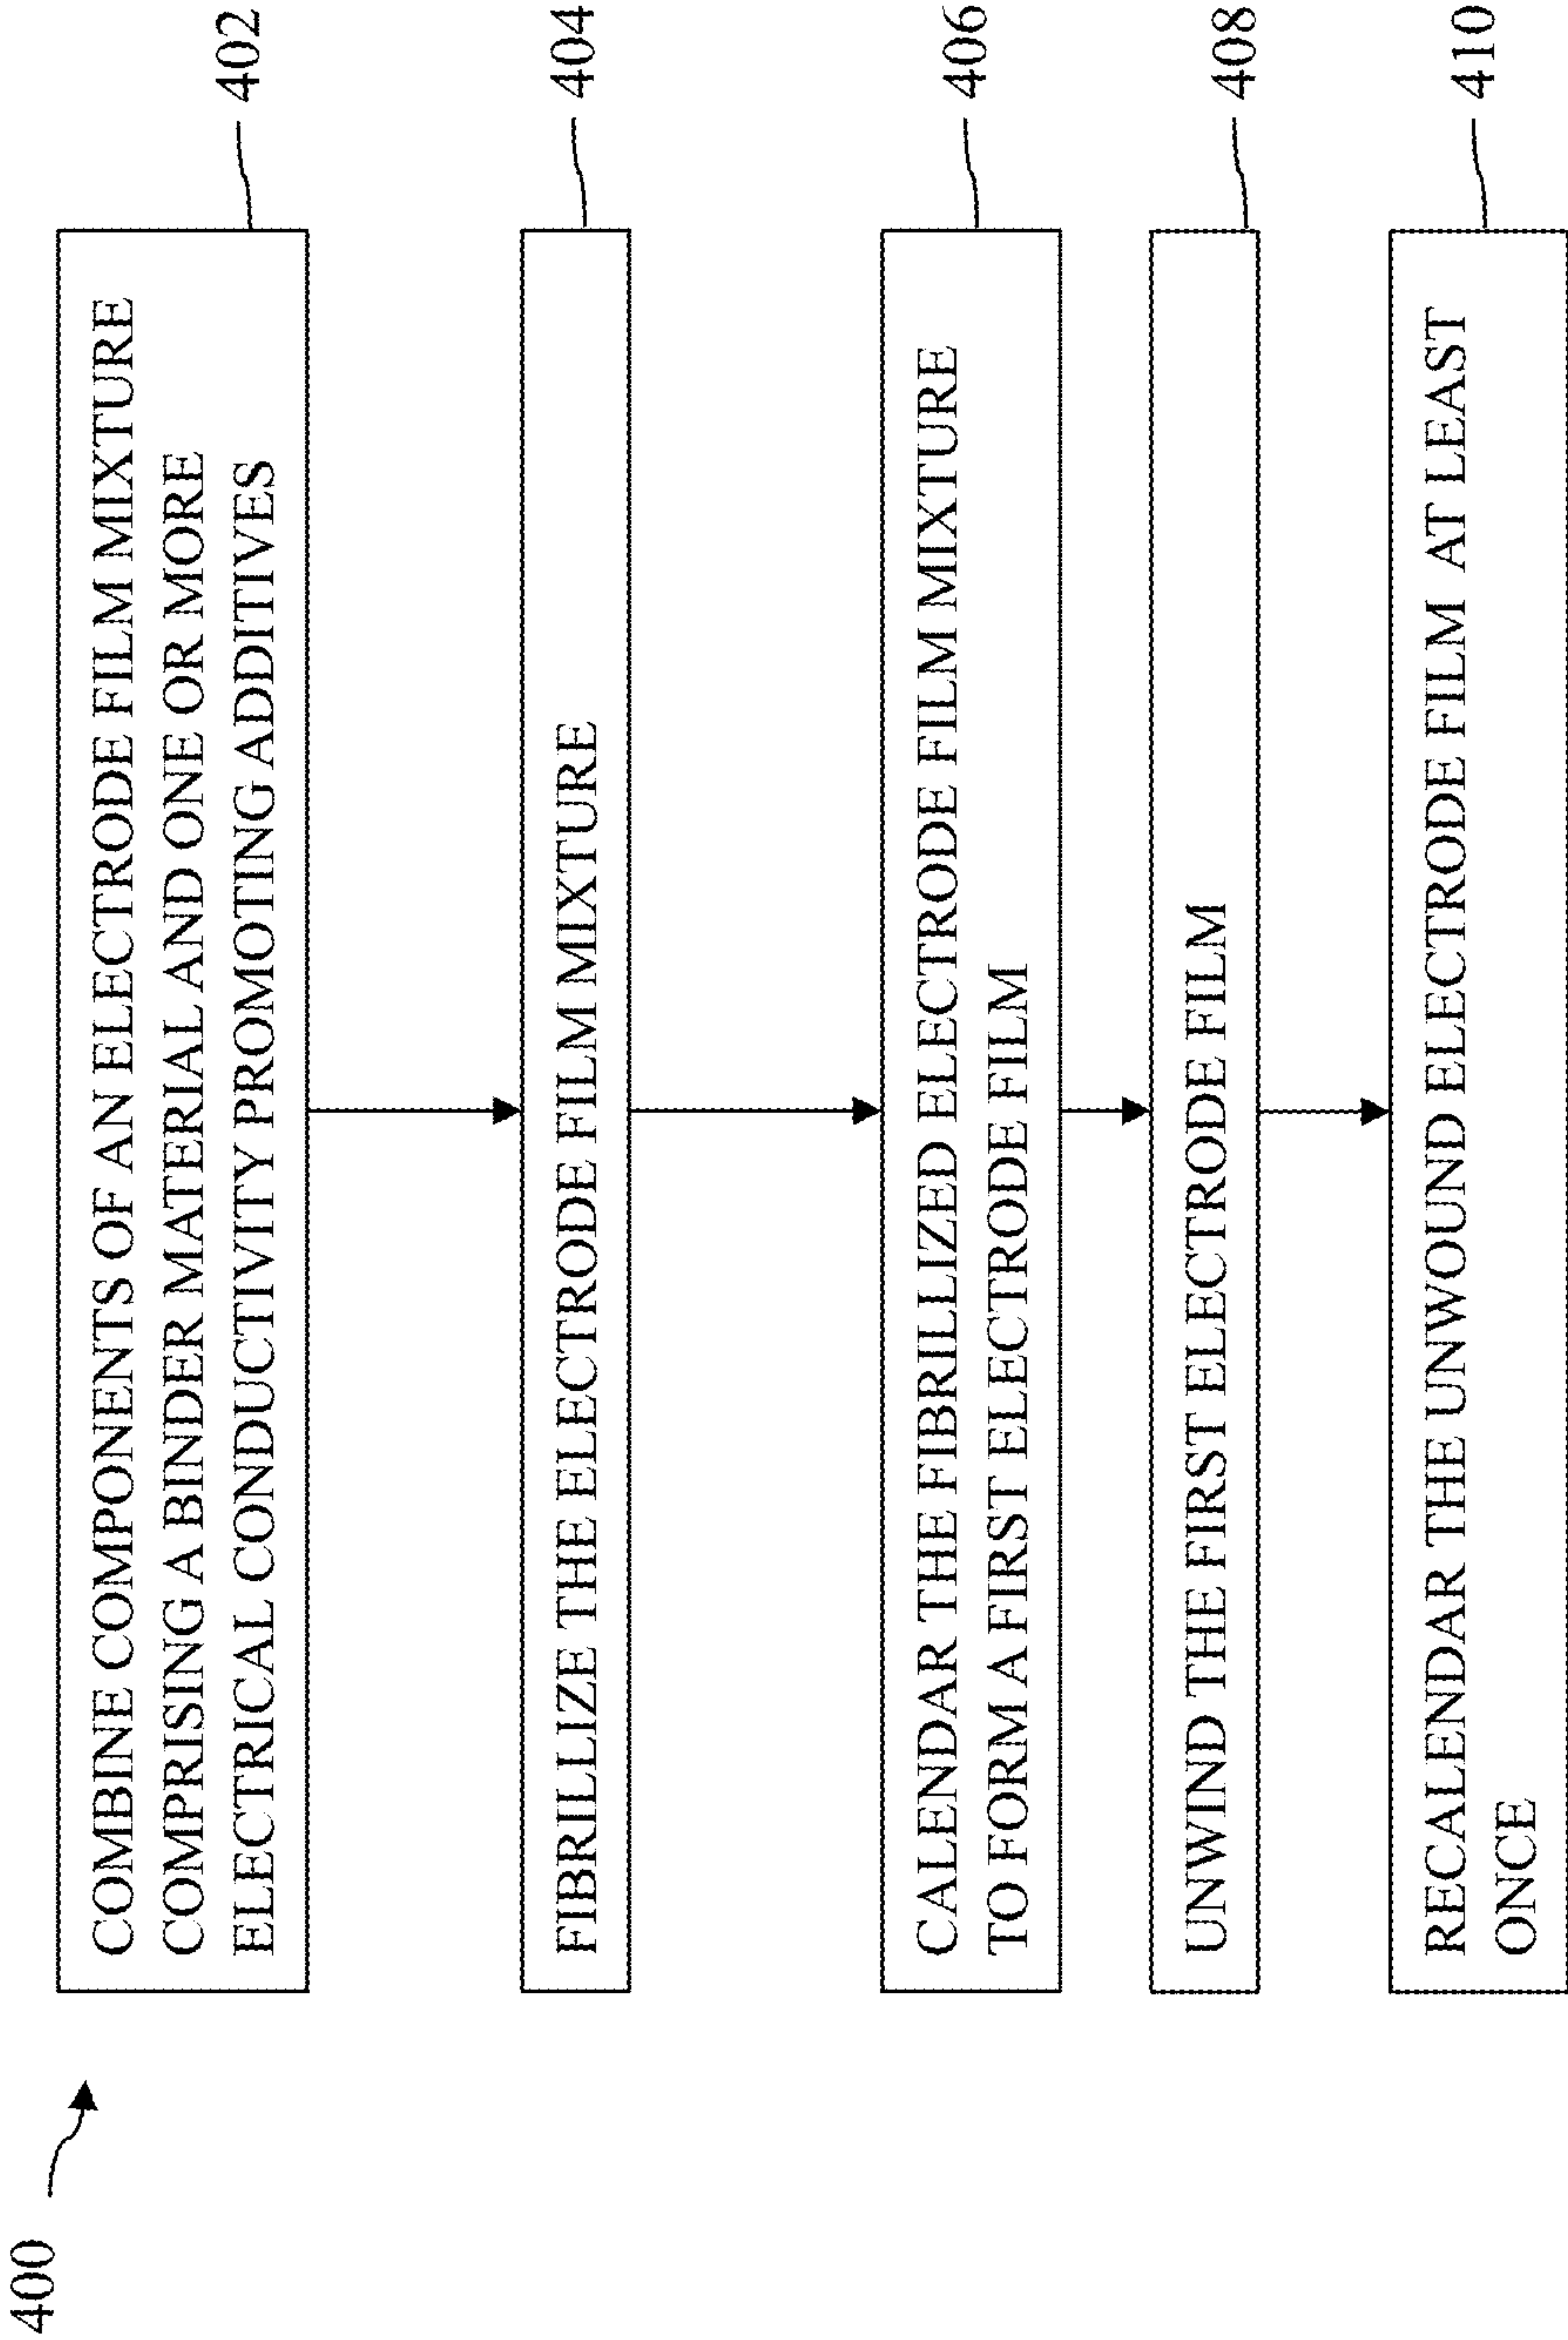 400
COMBINE COMPONENTS OF AN ELECTRODE FILM MIXTURE
COMPRISING A BINDER MATERIAL AND ONE OR MORE
ELECTRICAL CONDUCTIVITY PROMOTING ADDITIVES
402
FIBRILLIZE THE ELECTRODE FILM MIXTURE
404
CALENDAR THE FIBRILLIZED ELECTRODE FILM MIXTURE
TO FORM A FIRST ELECTRODE FILM
406
UNWIND THE FIRST ELECTRODE FILM
408
RECALENDAR THE UNWOUND ELECTRODE FILM AT LEAST
ONCE
410